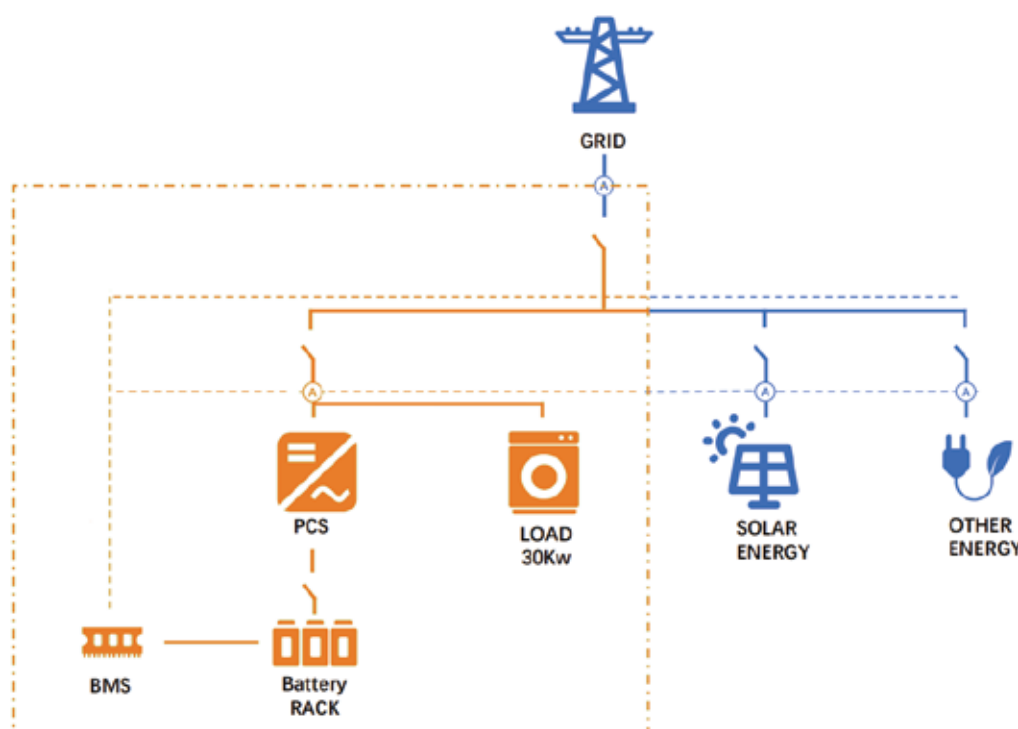 GRID
A
A
A
A
PCS
LOAD
30Kw
SOLAR
ENERGY
OTHER
ENERGY
BMS
Battery
RACK